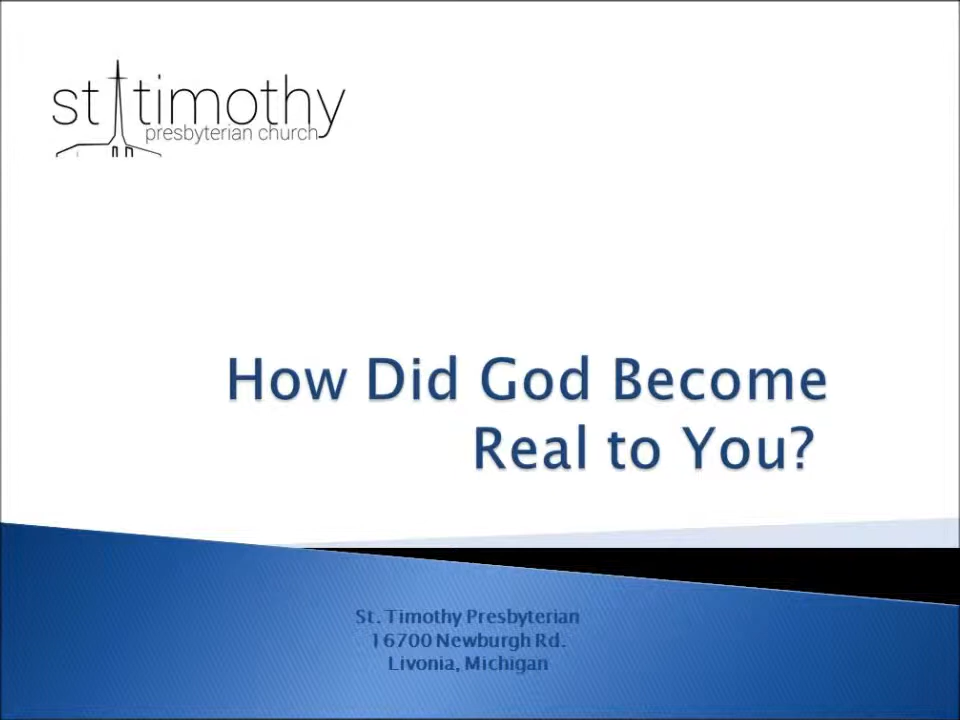 st timothy
presbyterian church
How Did God Become
Real to You?
St. Timothy Presbyterian
16700 Newburgh Rd.
Livonia, Michigan